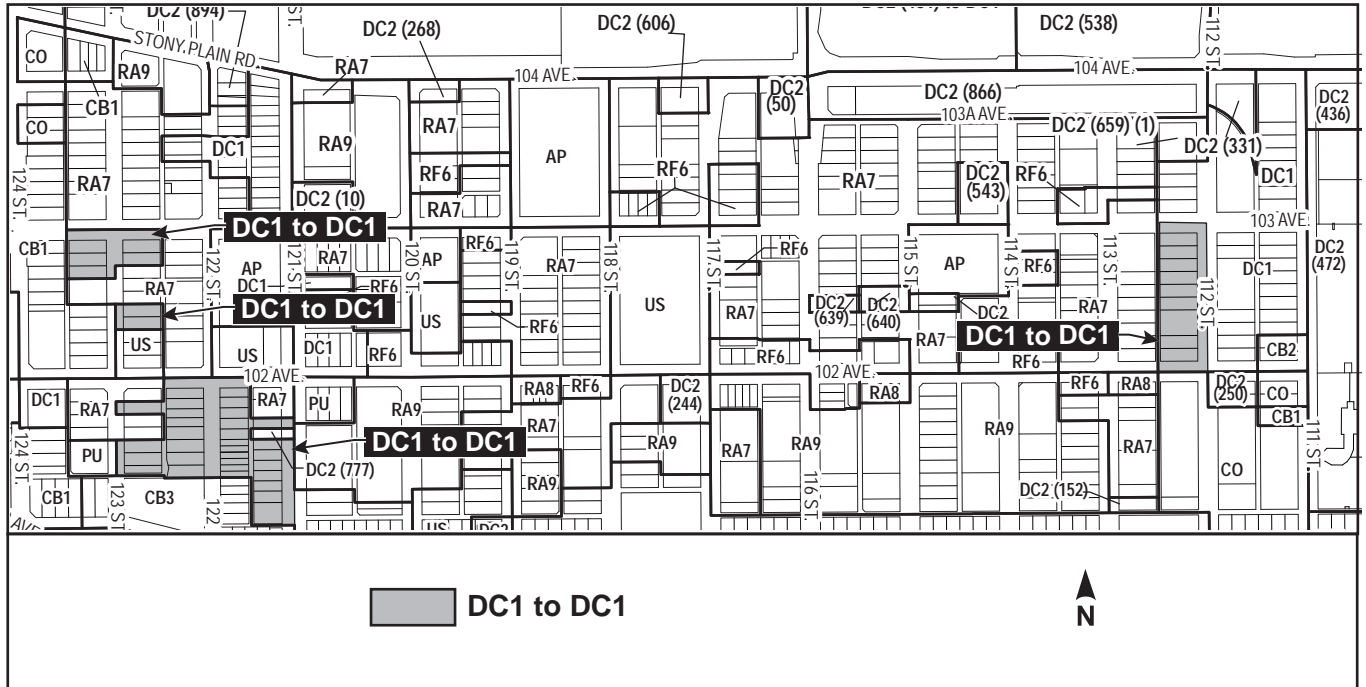 DC2 (894)
ST.
DC2 (268)
DC2 (606)
DC2 (538)
112 ST.
CO
STONY PLAIN RD.
RA9
CB1
RA7
104 AVE.
104 AVE.
DC2
(50)
DC2 (866)
103A AVE.
DC2
(436)
CO
DC1
RA9
RA7
AP
DC2 (659) (1)
DC2 (331)
124 ST.
RA7
RF6
RF6
RA7
DC2
(543)
RF6
DC1
DC2 (10)
RA7
103 AVE.
DC1 to DC1
CB1
122 ST.
AP
121 ST.
RA7
120 ST.
AP
RF6
119 ST.
RA7
118 ST.
117 ST.
RF6
115 ST.
AP
114 ST.
RF6
113 ST.
DC1
DC2
(472)
RA7
DC1
RF6
DC1 to DC1
US
RF6
US
RA7
DC2
(639)
DC2
(640)
DC2
RA7
RA7
112 ST.
DC1 to DC1
US
US
DC1
RF6
RF6
RF6
CB2
102 AVE.
102 AVE.
DC1
RA7
RA7
PU
RA9
RA8
RF6
DC2
(244)
RA8
RF6
RA8
DC2
(250)
CO
CB1
124 ST.
PU
DC1 to DC1
RA7
RA9
RA7
RA9
116 ST.
RA9
RA7
CO
111 ST.
DC2 (777)
RA9
DC2 (152)
CB1
123 ST
CB3
122
US
DC2
DC1 to DC1
N